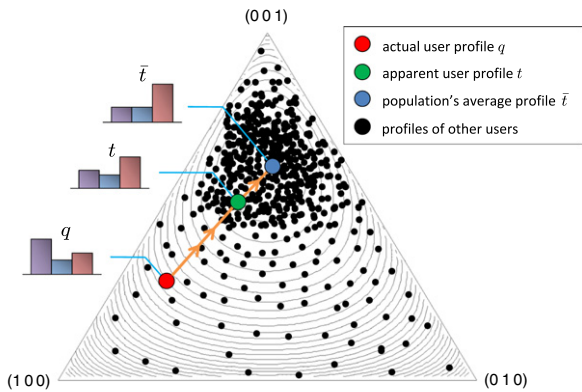 (0 0 1)
actual user profile q
apparent user profile t
population's average profile t̄
profiles of other users
t̄
t
q
(1 0 0)
(0 1 0)